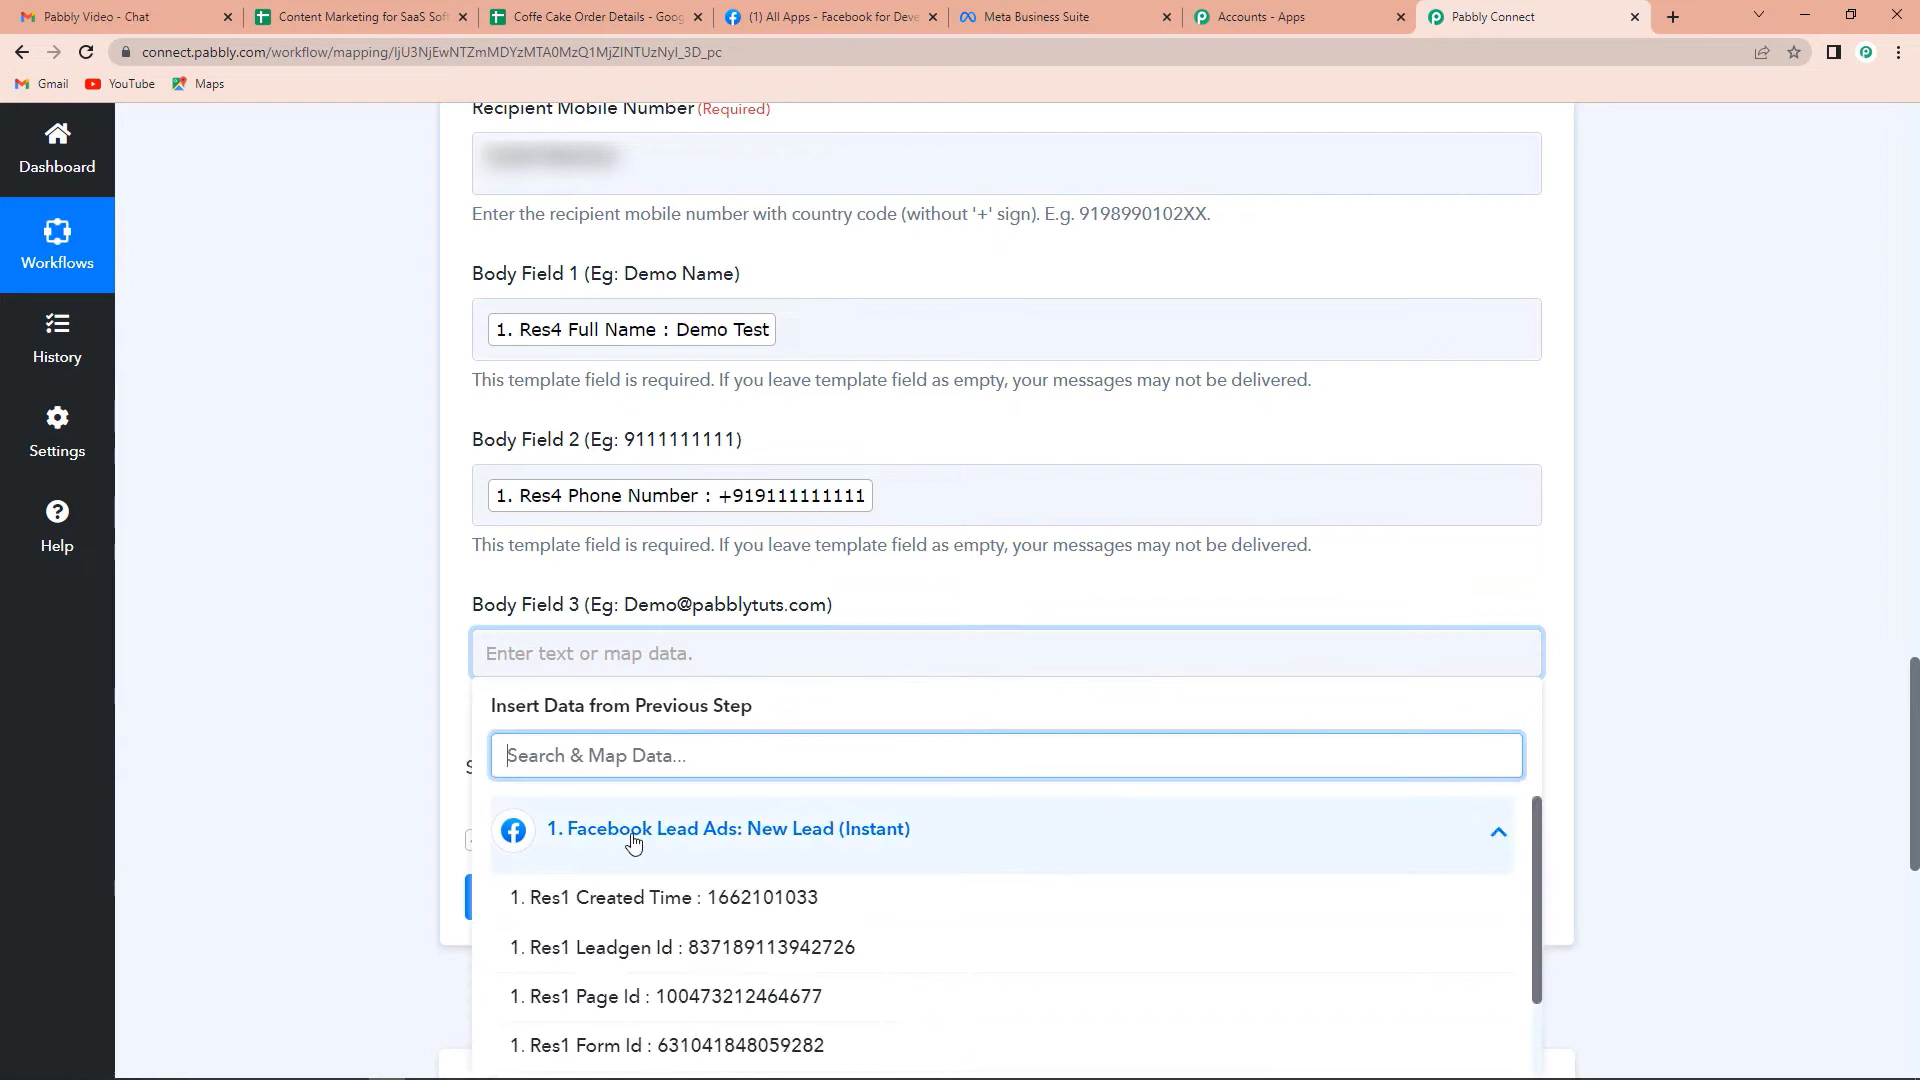 Pabbly Video - Chat
Content Marketing for SaaS Sof
Coffe Cake Order Details - Goog
(1) All Apps - Facebook for Deve
Meta Business Suite
Accounts - Apps
Pabbly Connect
Gmail
YouTube
Maps
Dashboard
Workflows
History
Settings
Help
Recipient Mobile Number (Required)
Enter the recipient mobile number with country code (without '+' sign). E.g. 9198990102XX.
Body Field 1 (Eg: Demo Name)
1. Res4 Full Name : Demo Test
This template field is required. If you leave template field as empty, your messages may not be delivered.
Body Field 2 (Eg: 9111111111)
1. Res4 Phone Number : +919111111111
This template field is required. If you leave template field as empty, your messages may not be delivered.
Body Field 3 (Eg: Demo@pabblytuts.com)
Enter text or map data.
Insert Data from Previous Step
Search & Map Data...
1. Facebook Lead Ads: New Lead (Instant)
1. Res1 Created Time : 1662101033
1. Res1 Leadgen Id : 837189113942726
1. Res1 Page Id : 100473212464677
1. Res1 Form Id : 631041848059282